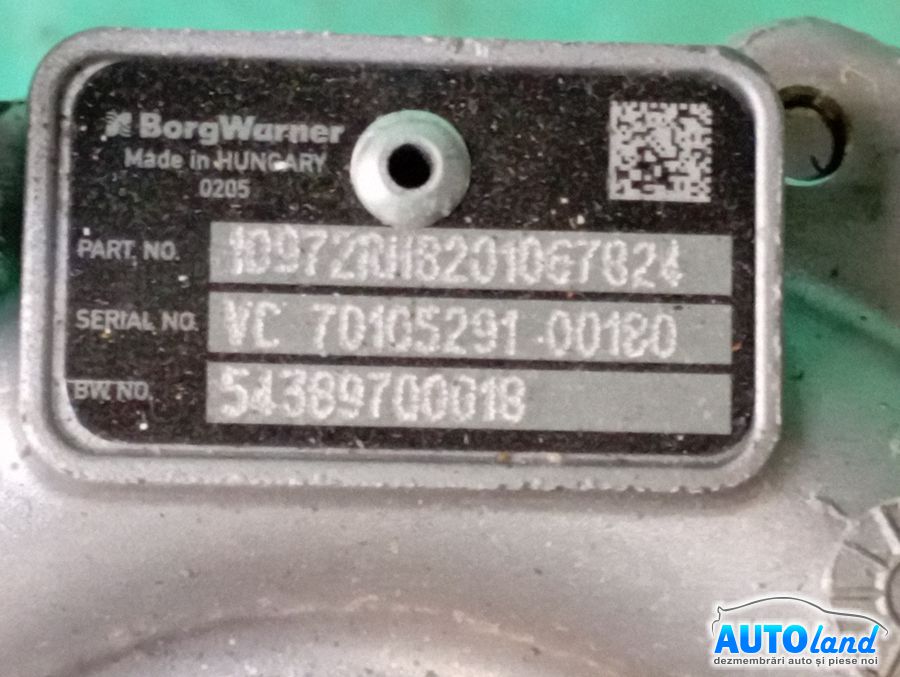 BorgWarner
Made in HUNGARY
0205
PART. NO. 109721018201067824
SERIAL NO. VC 70105291 00180
BW. NO. 54389700018
AUTOland
dezmembrări auto și piese noi